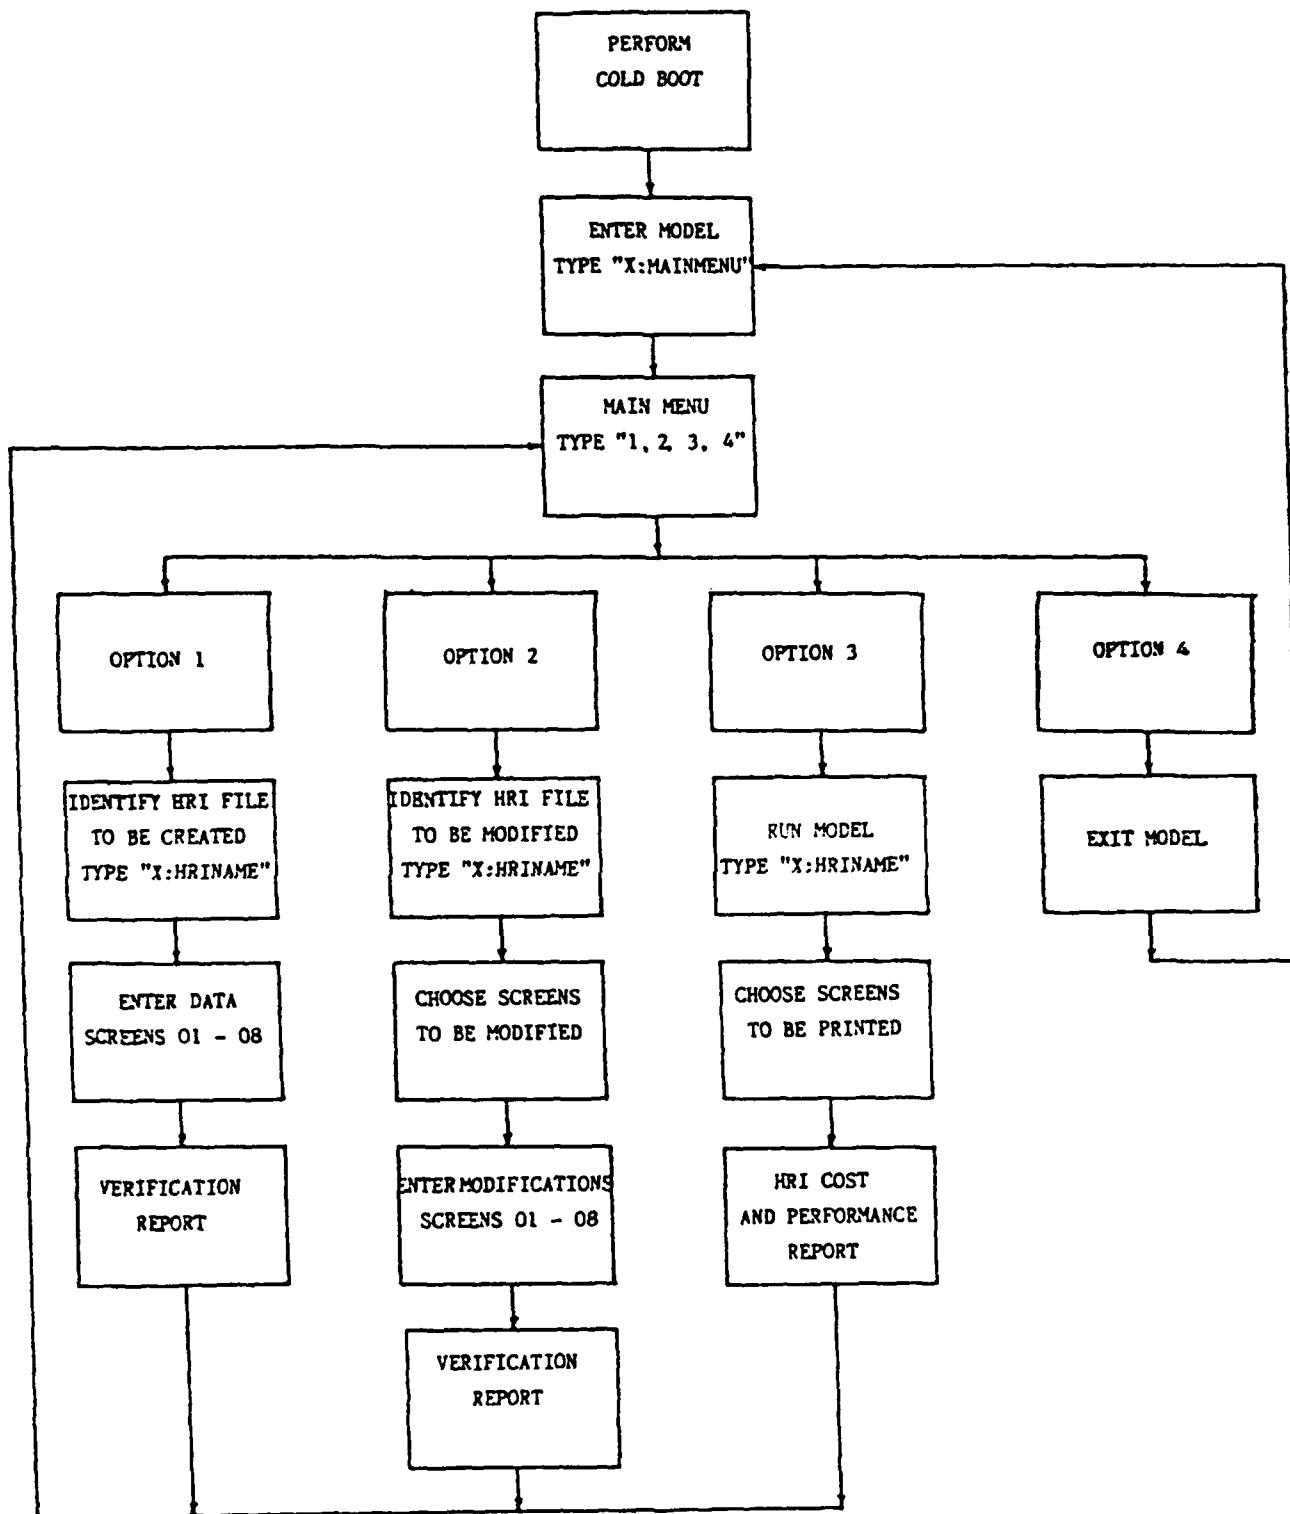 PERFORM
COLD BOOT
ENTER MODEL
TYPE "X:MAINMENU"
MAIN MENU
TYPE "1, 2, 3, 4"
OPTION 1
OPTION 2
OPTION 3
OPTION 4
IDENTIFY HRI FILE
TO BE CREATED
TYPE "X:HRINAME"
IDENTIFY HRI FILE
TO BE MODIFIED
TYPE "X:HRINAME"
RUN MODEL
TYPE "X:HRINAME"
EXIT MODEL
ENTER DATA
SCREENS 01 - 08
CHOOSE SCREENS
TO BE MODIFIED
CHOOSE SCREENS
TO BE PRINTED
VERIFICATION
REPORT
ENTER MODIFICATIONS
SCREENS 01 - 08
HRI COST
AND PERFORMANCE
REPORT
VERIFICATION
REPORT